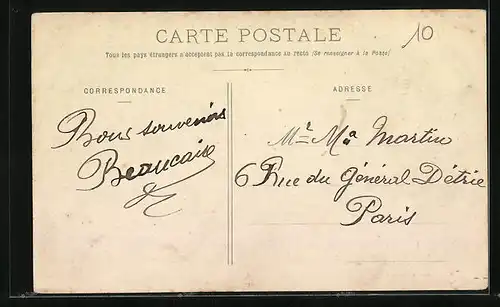 CARTE POSTALE
10
Tous les pays étrangers n'acceptent pas la correspondance au recto (Se renseigner à la Poste)
CORRESPONDANCE
Bons souvenirs
Beaucaire
ADRESSE
Martin
6 Rue du Général Détrie
Paris